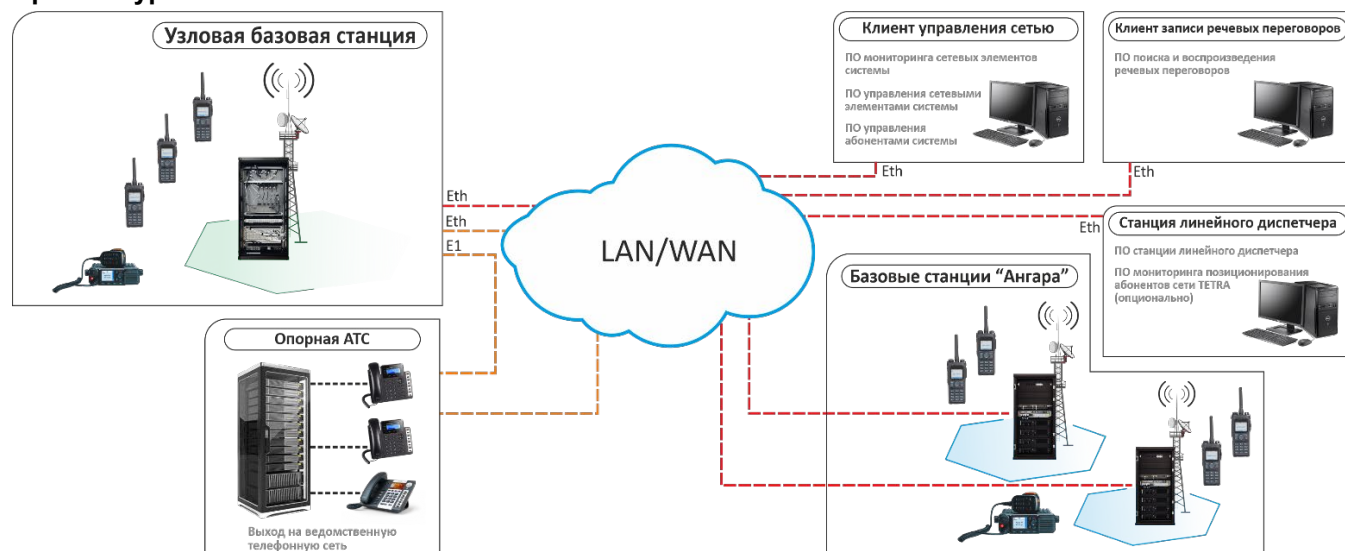 Узловая базовая станция
Клиент управления сетью
ПО мониторинга сетевых элементов
системы
ПО управления сетевыми
элементами системы
ПО управления
абонентами системы
Eth
Клиент записи речевых переговоров
ПО поиска и воспроизведения
речевых переговоров
Eth
Eth
Eth
E1
LAN/WAN
Станция линейного диспетчера
Eth
ПО станции линейного диспетчера
ПО мониторинга позиционирования
абонентов сети TETRA
(опционально)
Базовые станции “Ангара”
Опорная АТС
Выход на ведомственную
телефонную сеть